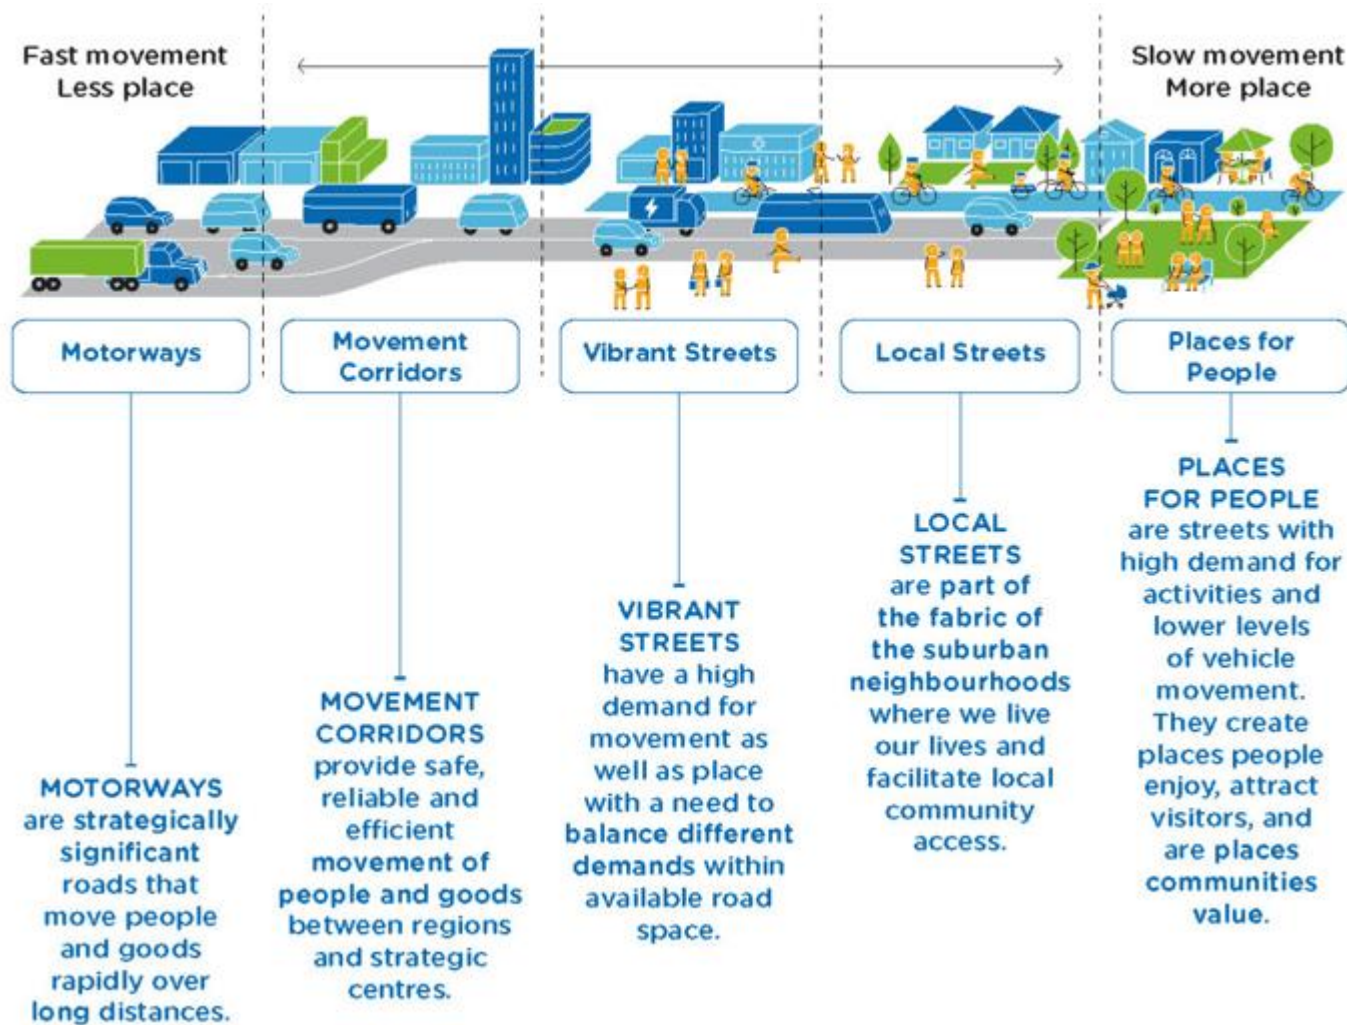 Fast movement
Less place
Slow movement
More place
Motorways
Movement
Corridors
Vibrant Streets
Local Streets
Places for
People
MOTORWAYS
are strategically
significant
roads that
move people
and goods
rapidly over
long distances.
MOVEMENT
CORRIDORS
provide safe,
reliable and
efficient
movement of
people and goods
between regions
and strategic
centres.
VIBRANT
STREETS
have a high
demand for
movement as
well as place
with a need to
balance different
demands within
available road
space.
LOCAL
STREETS
are part of
the fabric of
the suburban
neighbourhoods
where we live
our lives and
facilitate local
community
access.
PLACES
FOR PEOPLE
are streets with
high demand for
activities and
lower levels
of vehicle
movement.
They create
places people
enjoy, attract
visitors, and
are places
communities
value.